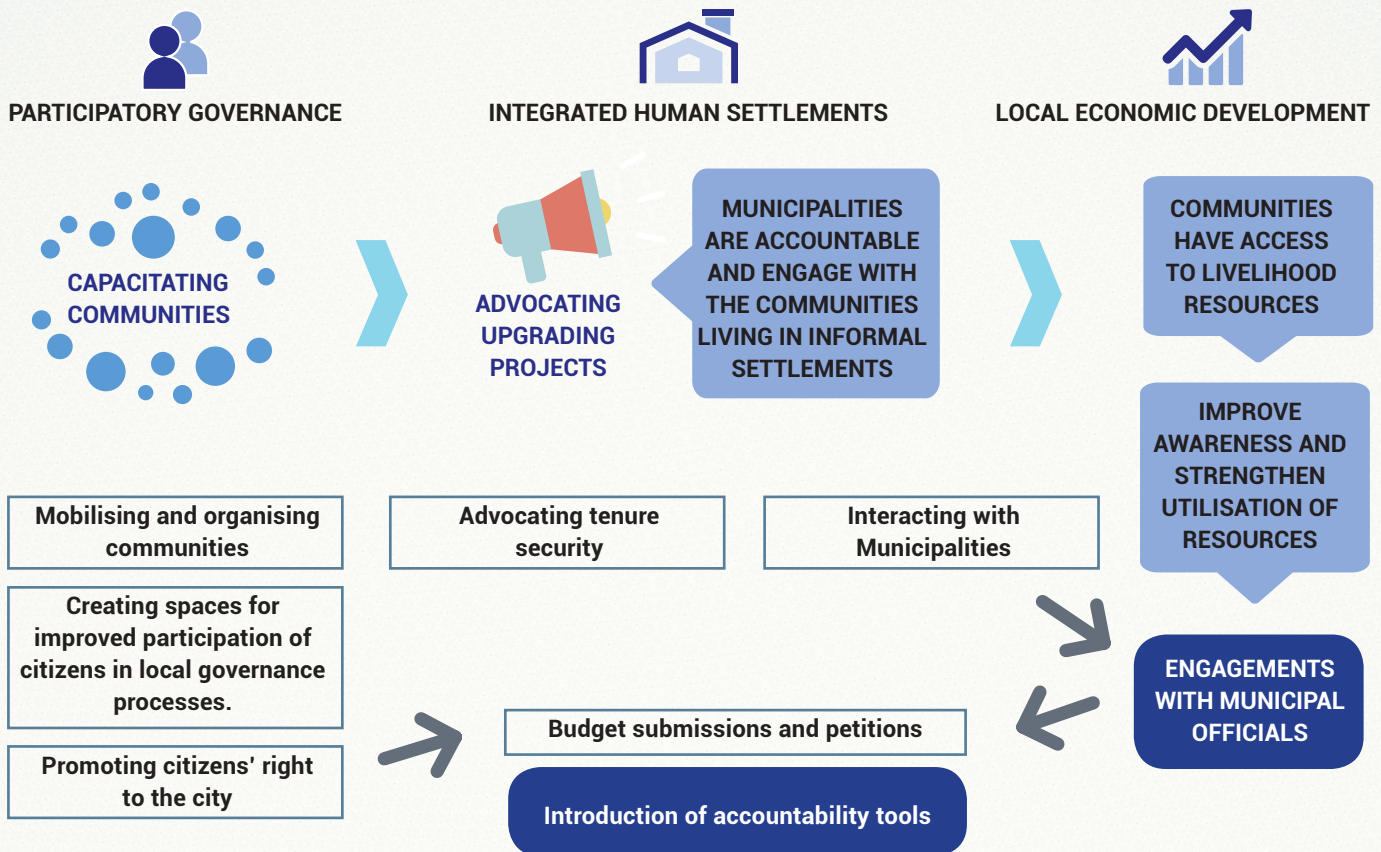 PARTICIPATORY GOVERNANCE
INTEGRATED HUMAN SETTLEMENTS
LOCAL ECONOMIC DEVELOPMENT
CAPACITATING
COMMUNITIES
ADVOCATING
UPGRADING
PROJECTS
MUNICIPALITIES
ARE ACCOUNTABLE
AND ENGAGE WITH
THE COMMUNITIES
LIVING IN INFORMAL
SETTLEMENTS
COMMUNITIES
HAVE ACCESS
TO LIVELIHOOD
RESOURCES
IMPROVE
AWARENESS AND
STRENGTHEN
UTILISATION OF
RESOURCES
Mobilising and organising
communities
Advocating tenure
security
Interacting with
Municipalities
Creating spaces for
improved participation of
citizens in local governance
processes.
Promoting citizens' right
to the city
Budget submissions and petitions
Introduction of accountability tools
ENGAGEMENTS
WITH MUNICIPAL
OFFICIALS